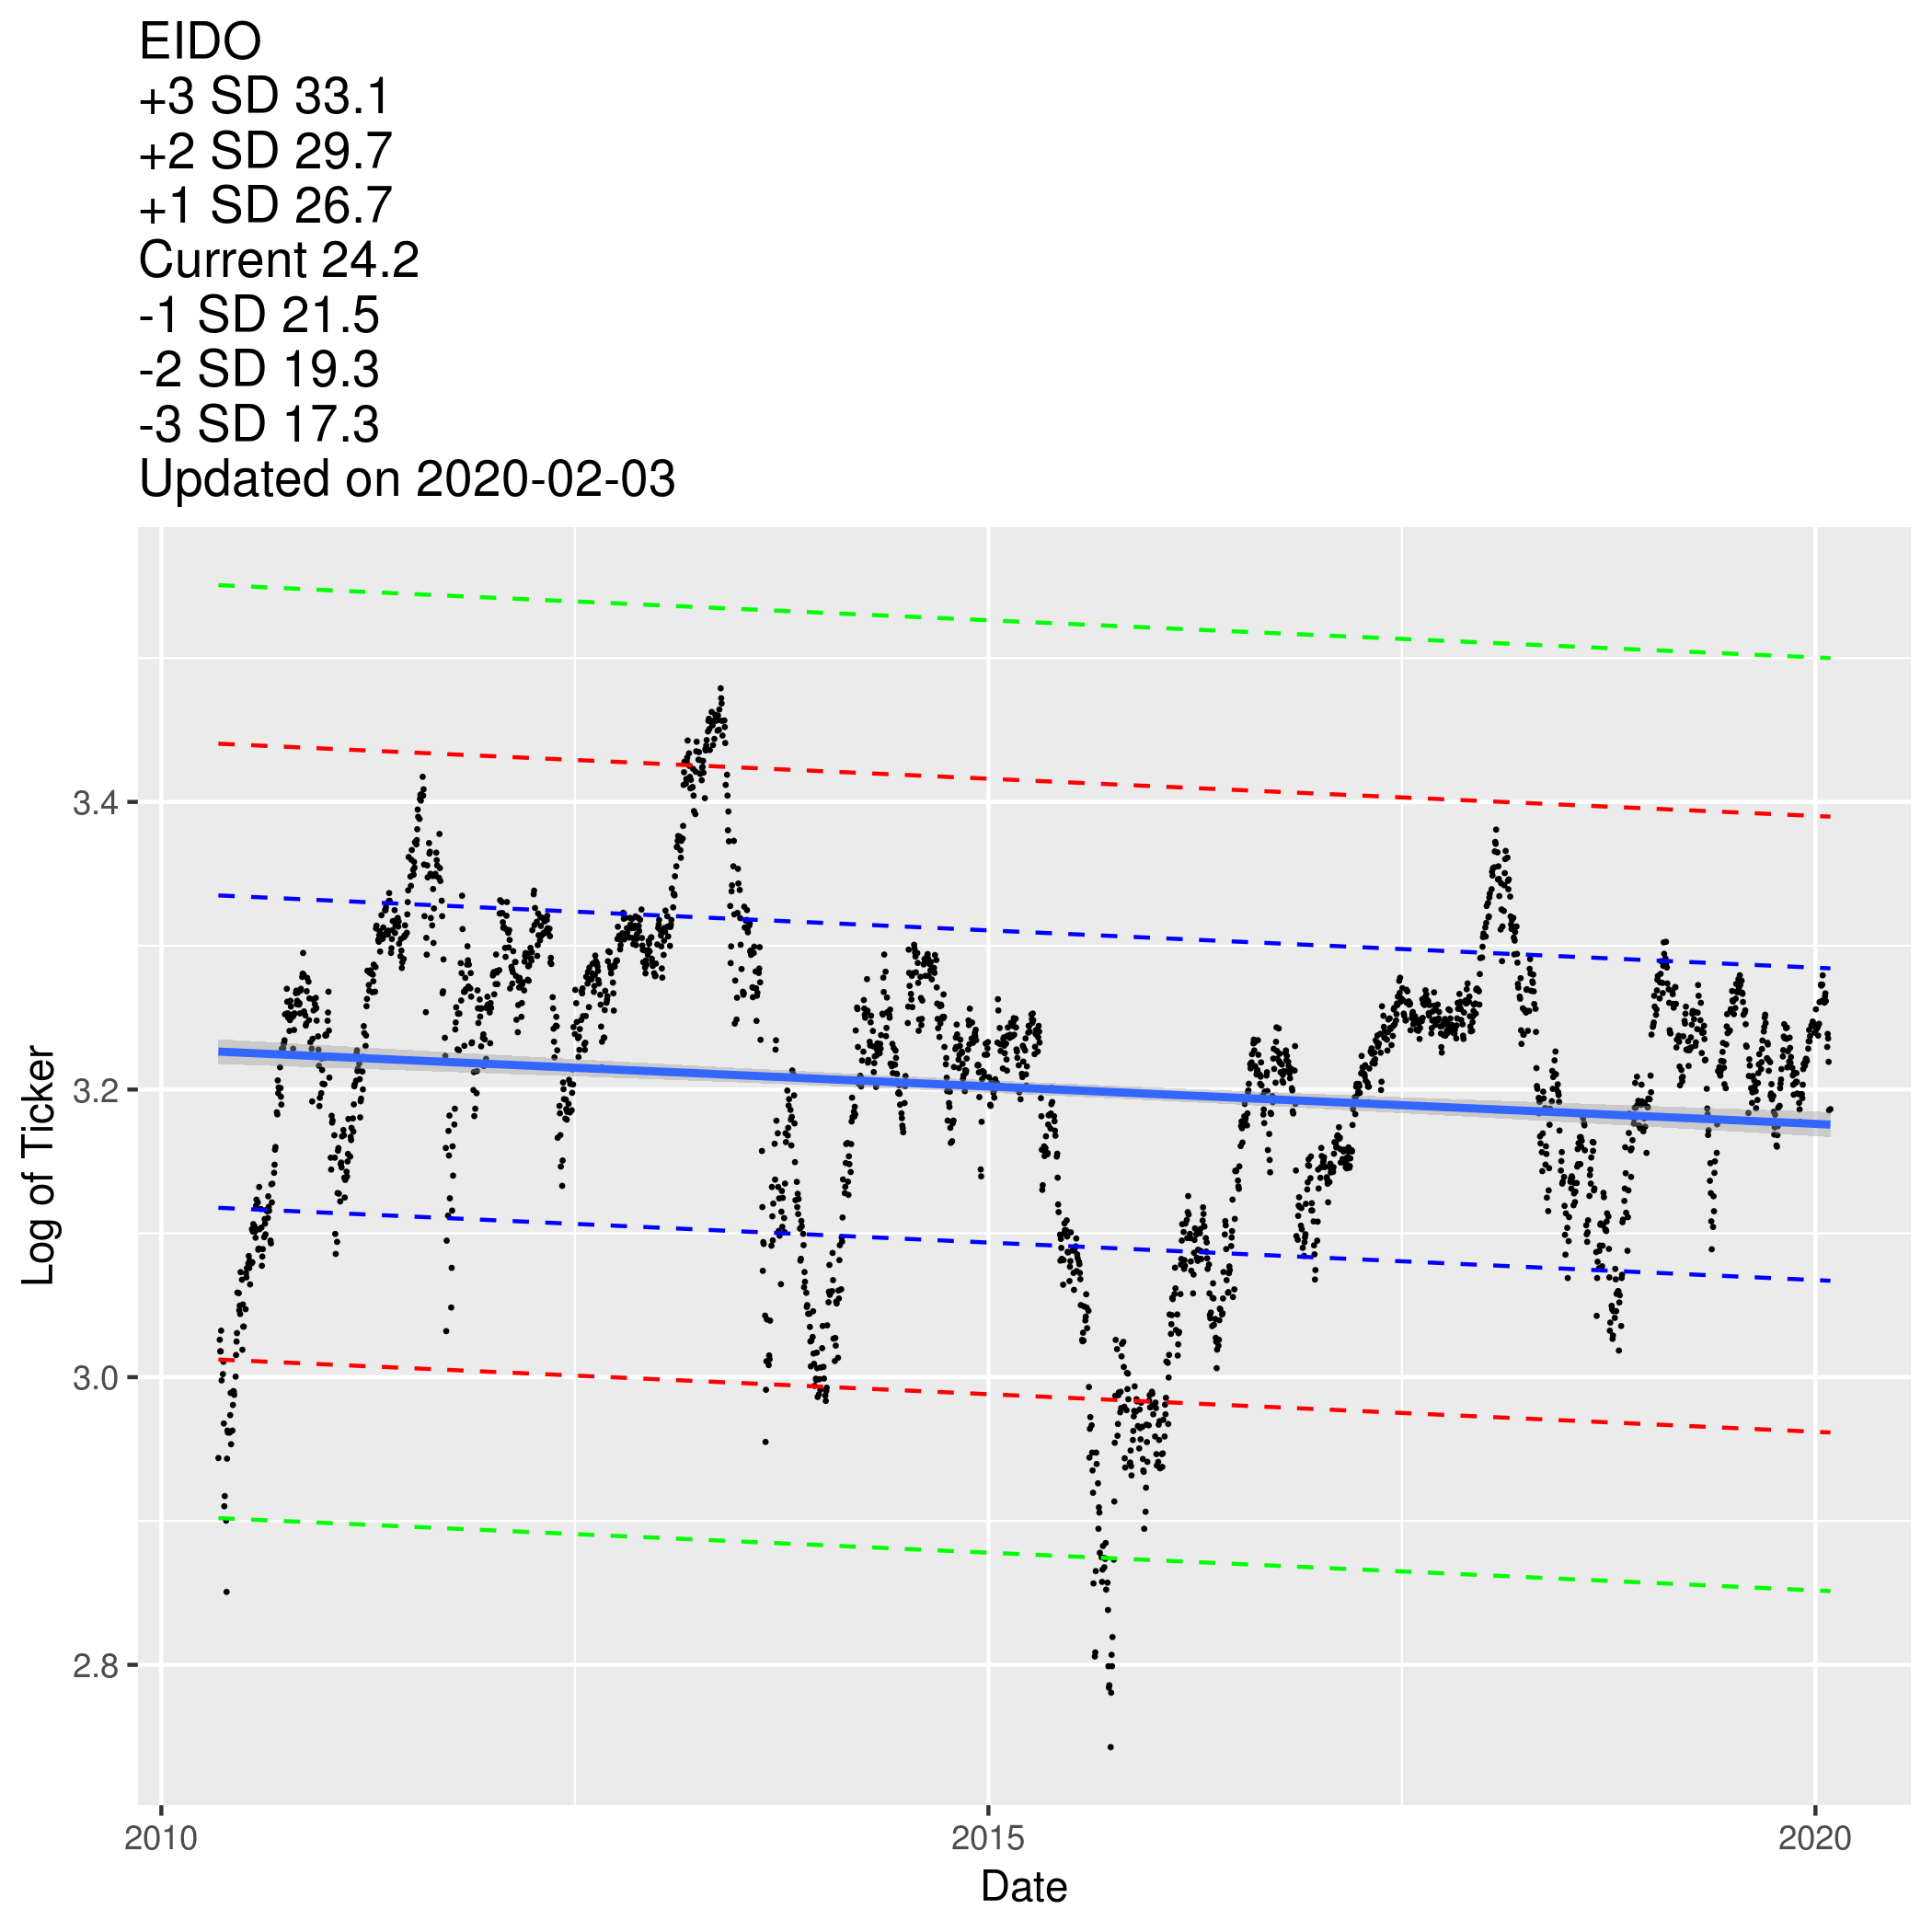 EIDO
+3 SD 33.1
+2 SD 29.7
+1 SD 26.7
Current 24.2
-1 SD 21.5
-2 SD 19.3
-3 SD 17.3
Updated on 2020-02-03
Log of Ticker
3.4
3.2
3.0
2.8
2010
2015
2020
Date